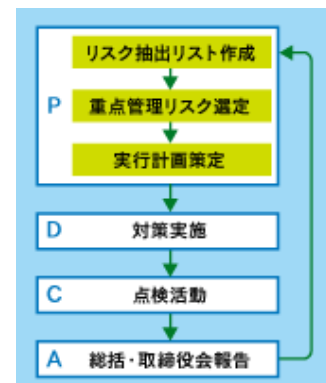 リスク抽出リスト作成
P
重点管理リスク選定
実行計画策定
D 対策実施
C 点検活動
A 総括・取締役会報告